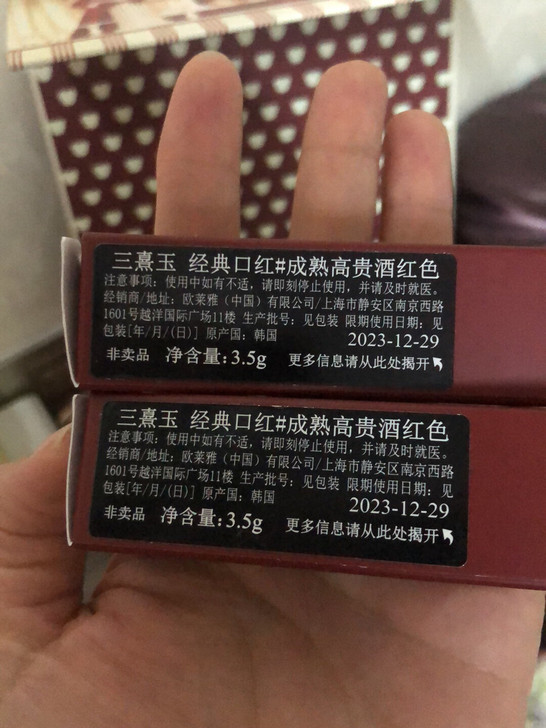 三熹玉 经典口红#成熟高贵酒红色
注意事项：使用中如有不适，请即刻停止使用，并请及时就医。
经销商/地址：欧莱雅（中国）有限公司/上海市静安区南京西路
1601号越洋国际广场11楼 生产批号：见包装 限期使用日期：见
包装[年/月/(日)] 原产国：韩国 2023-12-29
非卖品 净含量:3.5g 更多信息请从此处揭开
三熹玉 经典口红#成熟高贵酒红色
注意事项：使用中如有不适，请即刻停止使用，并请及时就医。
经销商/地址：欧莱雅（中国）有限公司/上海市静安区南京西路
1601号越洋国际广场11楼 生产批号：见包装 限期使用日期：见
包装[年/月/(日)] 原产国：韩国 2023-12-29
非卖品 净含量:3.5g 更多信息请从此处揭开